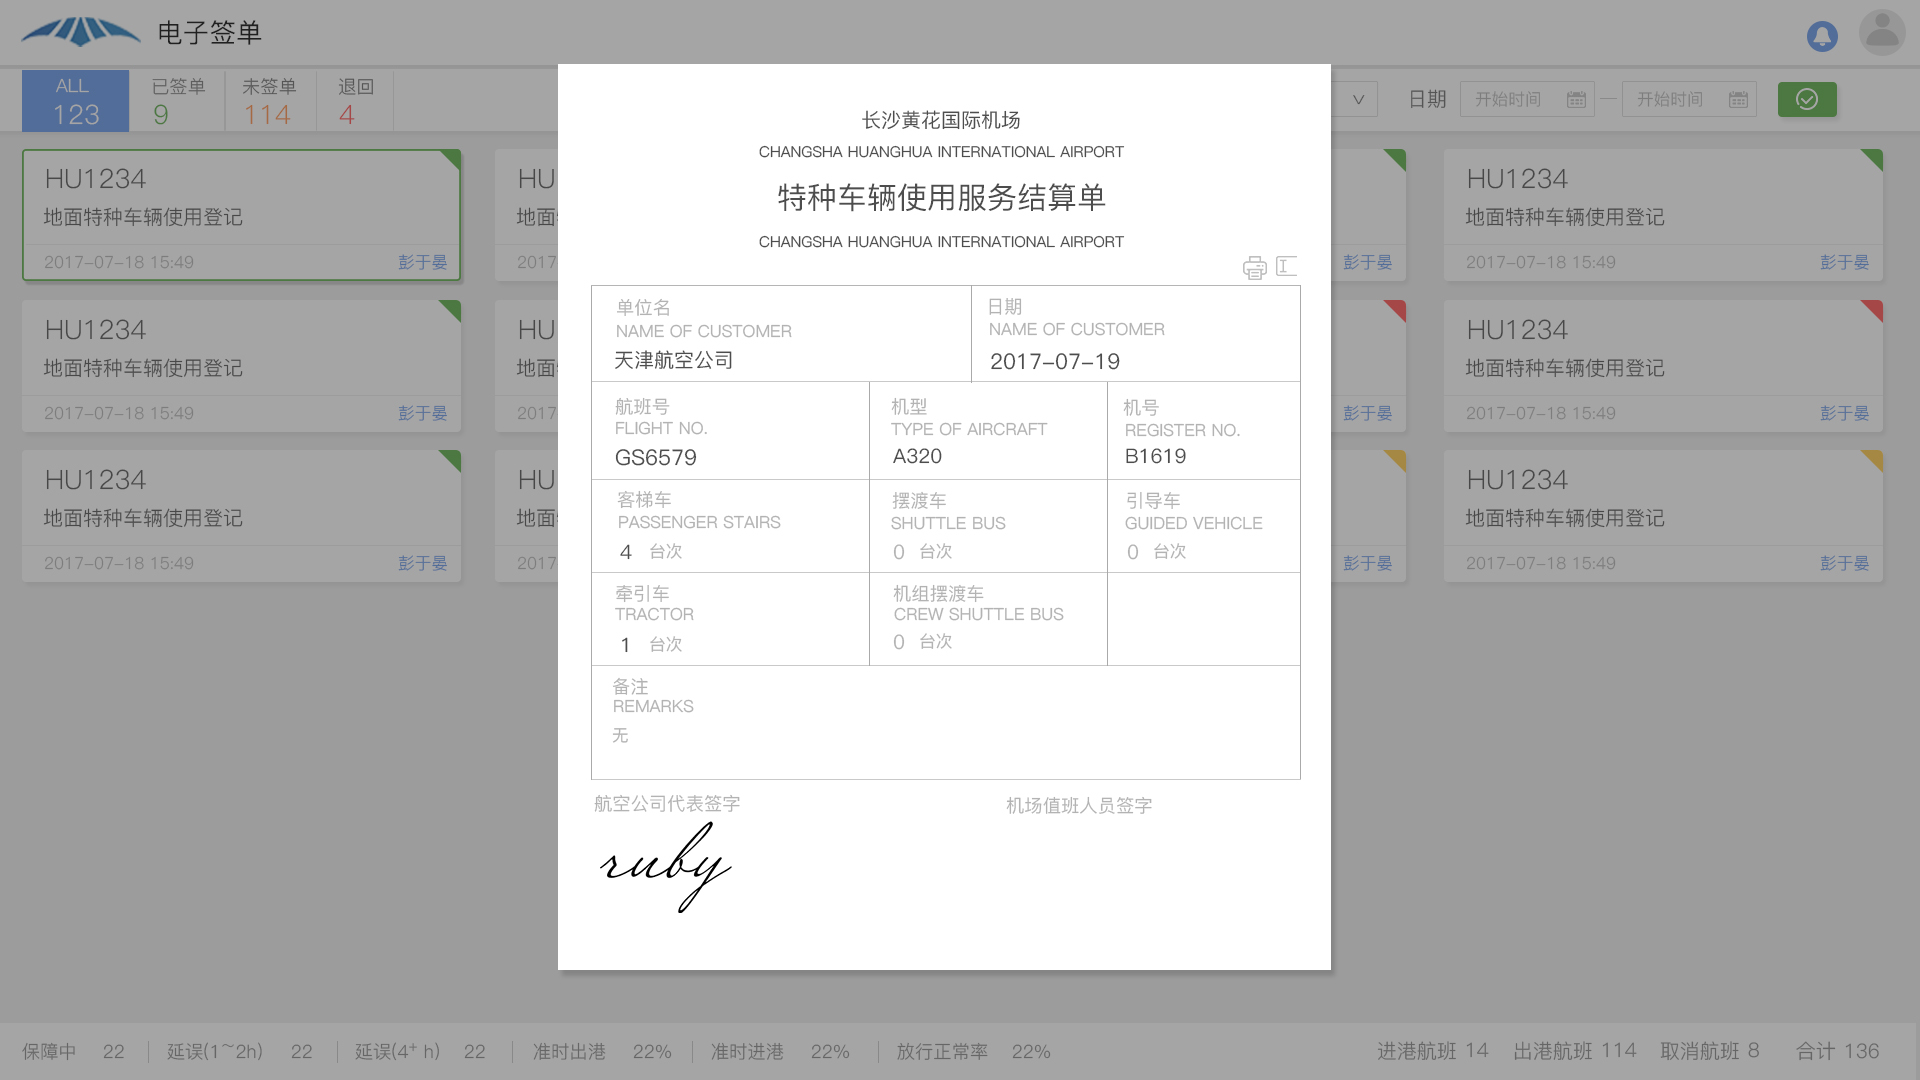 电子签单
ALL
123
已签单
9
未签单
114
退回
4
日期
开始时间
—
开始时间
长沙黄花国际机场
CHANGSHA HUANGHUA INTERNATIONAL AIRPORT
特种车辆使用服务结算单
CHANGSHA HUANGHUA INTERNATIONAL AIRPORT
单位名
NAME OF CUSTOMER
天津航空公司
日期
NAME OF CUSTOMER
2017-07-19
航班号
FLIGHT NO.
GS6579
机型
TYPE OF AIRCRAFT
A320
机号
REGISTER NO.
B1619
客梯车
PASSENGER STAIRS
4 台次
摆渡车
SHUTTLE BUS
0 台次
引导车
GUIDED VEHICLE
0 台次
牵引车
TRACTOR
1 台次
机组摆渡车
CREW SHUTTLE BUS
0 台次
备注
REMARKS
无
航空公司代表签字
机场值班人员签字
ruby
HU1234
地面特种车辆使用登记
2017-07-18 15:49 彭于晏
HU
地面
2017
彭于晏
HU1234
地面特种车辆使用登记
2017-07-18 15:49 彭于晏
HU1234
地面特种车辆使用登记
2017-07-18 15:49 彭于晏
HU
地面
2017
彭于晏
HU1234
地面特种车辆使用登记
2017-07-18 15:49 彭于晏
HU1234
地面特种车辆使用登记
2017-07-18 15:49 彭于晏
HU
地面
2017
彭于晏
HU1234
地面特种车辆使用登记
2017-07-18 15:49 彭于晏
保障中 22 延误(1~2h) 22 延误(4+ h) 22 准时出港 22% 准时进港 22% 放行正常率 22% 进港航班 14 出港航班 114 取消航班 8 合计 136